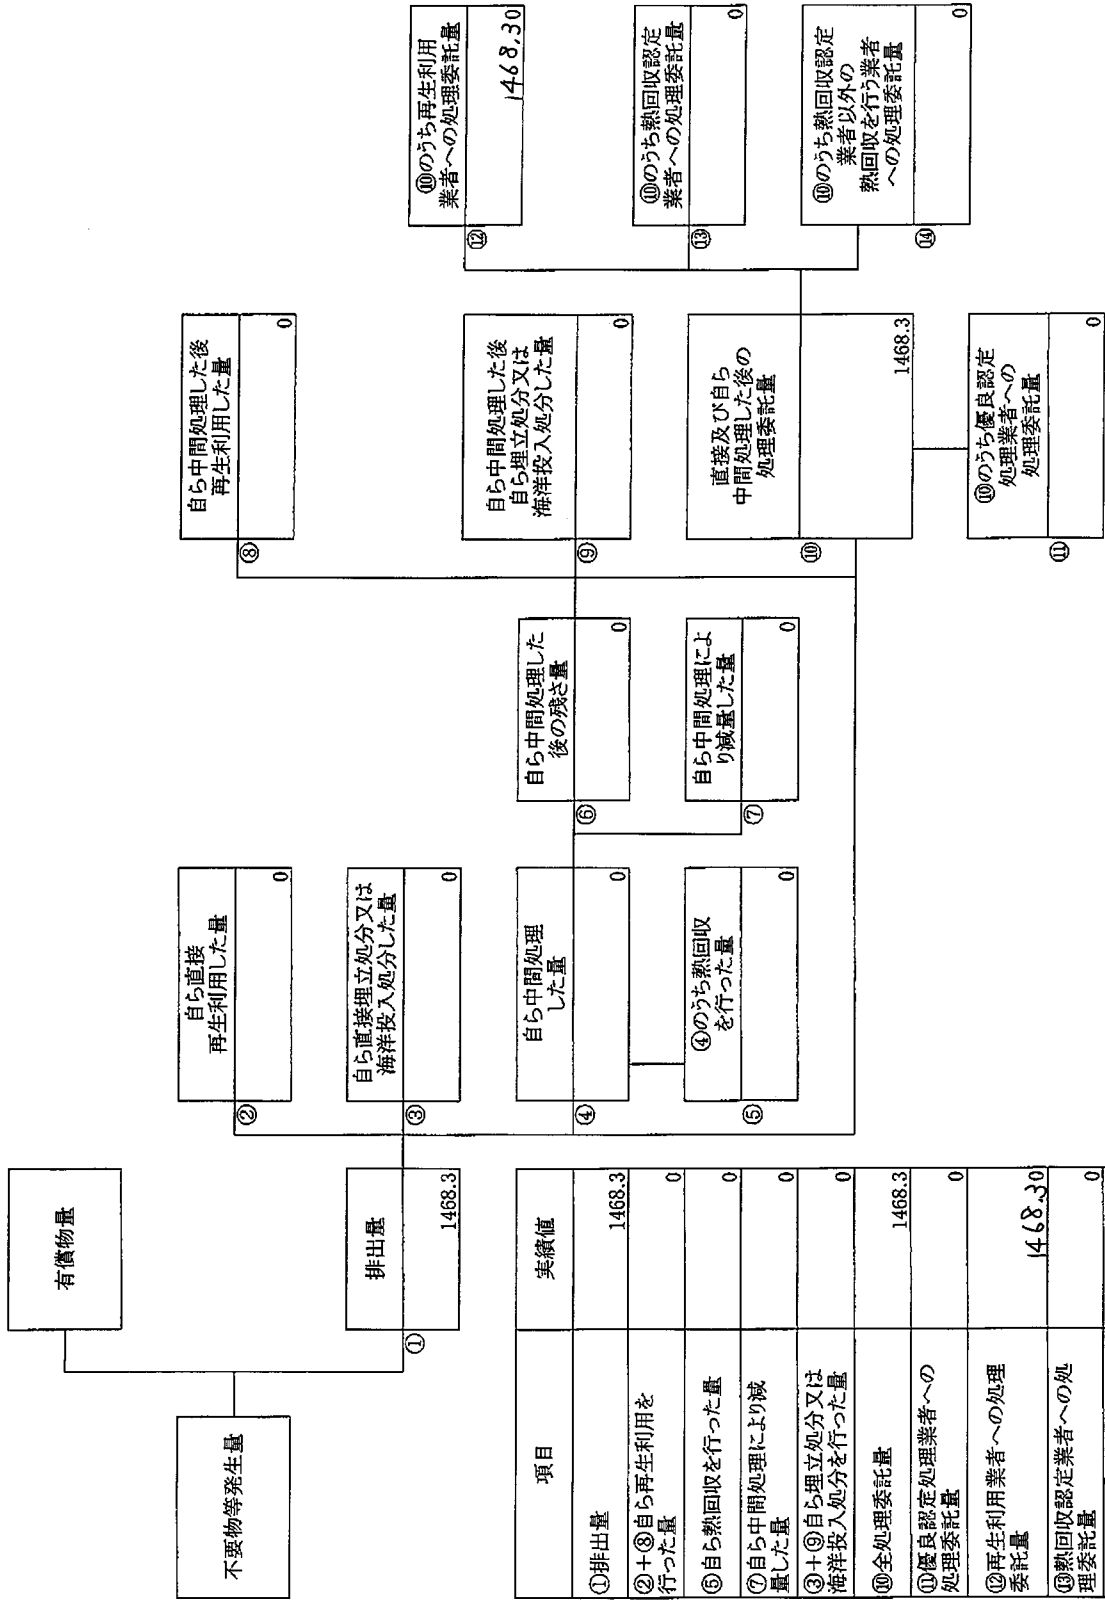 不要物等発生量
有償物量
①
排出量
1468.3
②
自ら直接
再生利用した量
0
③
自ら直接埋立処分又は
海洋投入処分した量
0
④
自ら中間処理
した量
0
⑤
④のうち熱回収
を行った量
0
⑥
自ら中間処理した
後の残さ量
0
⑦
自ら中間処理によ
り減量した量
0
⑧
自ら中間処理した後
再生利用した量
0
⑨
自ら中間処理した後
自ら埋立処分又は
海洋投入処分した量
0
⑩
直接及び自ら
中間処理した後の
処理委託量
1468.3
⑪
⑩のうち優良認定
処理業者への
処理委託量
0
⑫
⑩のうち再生利用
業者への処理委託量
1468.30
⑬
⑩のうち熱回収認定
業者への処理委託量
0
⑭
⑩のうち熱回収認定
業者以外の
熱回収を行う業者
への処理委託量
0
項目 実績値
①排出量 1468.3
②+⑧自ら再生利用を
行った量 0
⑤自ら熱回収を行った量 0
⑦自ら中間処理により減
量した量 0
③+⑨自ら埋立処分又は
海洋投入処分を行った量 0
⑩全処理委託量 1468.3
⑪優良認定処理業者への
処理委託量 0
⑫再生利用業者への処理
委託量 1468.30
⑬熱回収認定業者への処
理委託量 0